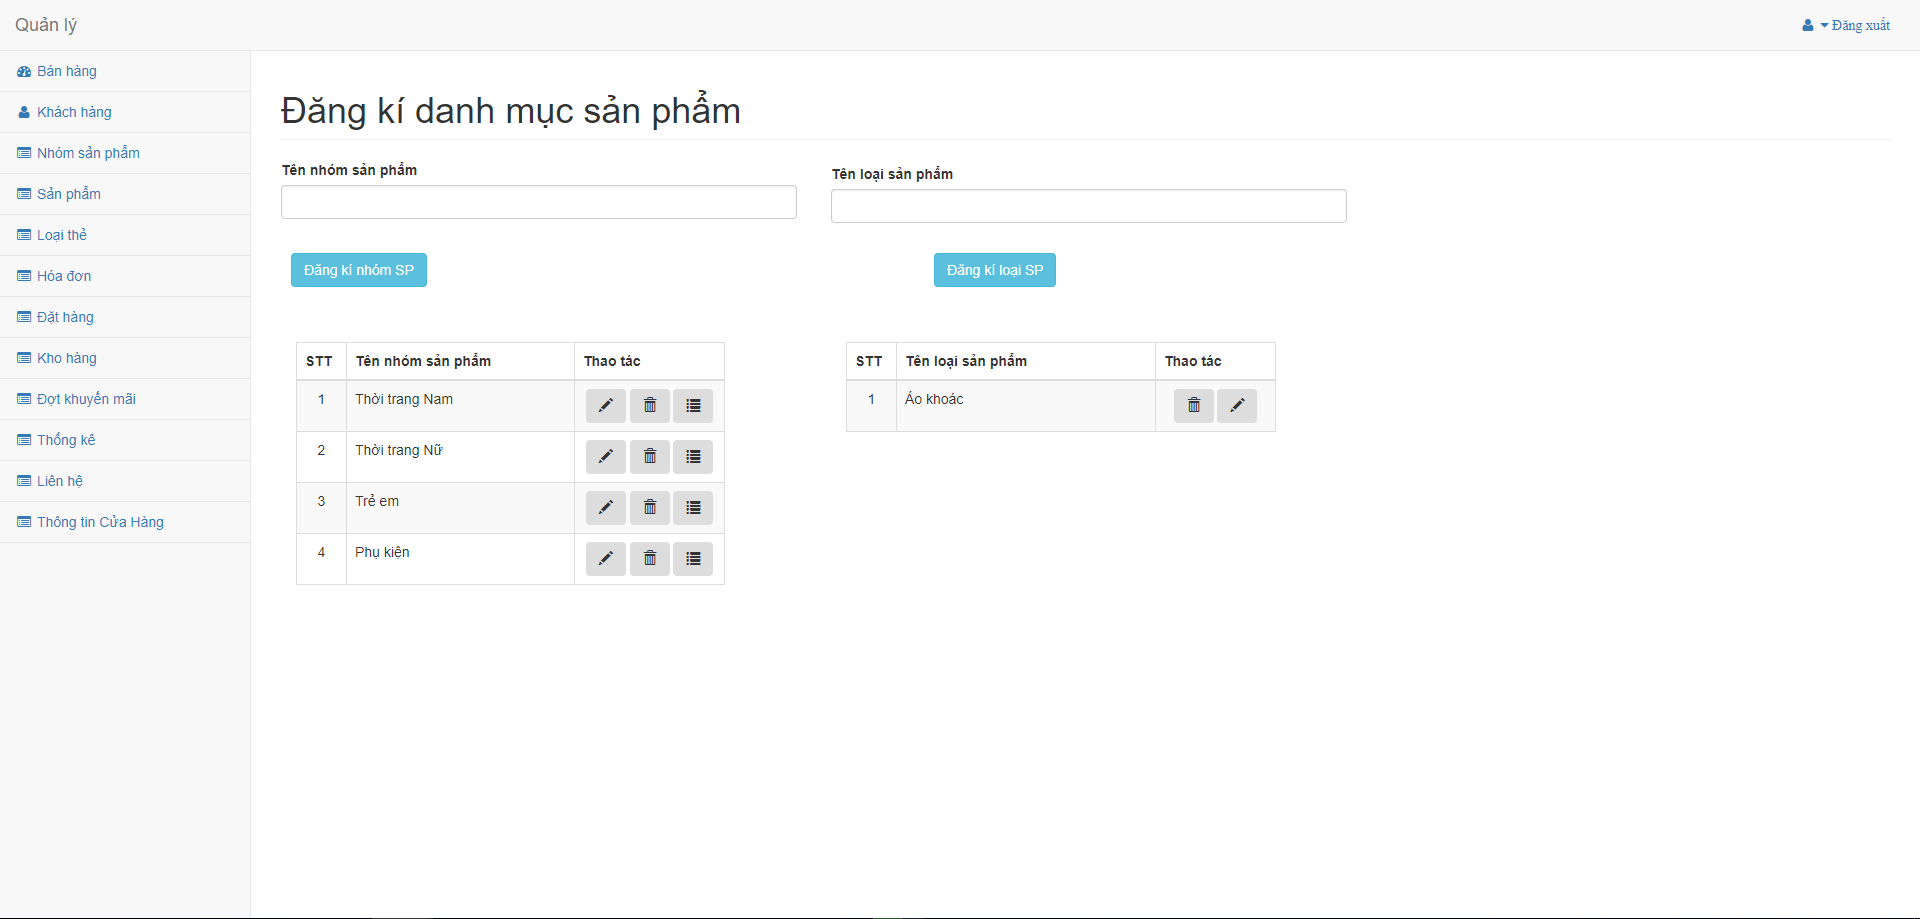 Quản lý
Đăng xuất
Bán hàng
Khách hàng
Nhóm sản phẩm
Sản phẩm
Loại thẻ
Hóa đơn
Đặt hàng
Kho hàng
Đợt khuyến mãi
Thống kê
Liên hệ
Thông tin Cửa Hàng
Đăng kí danh mục sản phẩm
Tên nhóm sản phẩm
Tên loại sản phẩm
Đăng kí nhóm SP
Đăng kí loại SP
STT Tên nhóm sản phẩm Thao tác
1 Thời trang Nam
2 Thời trang Nữ
3 Trẻ em
4 Phụ kiện
STT Tên loại sản phẩm Thao tác
1 Áo khoác